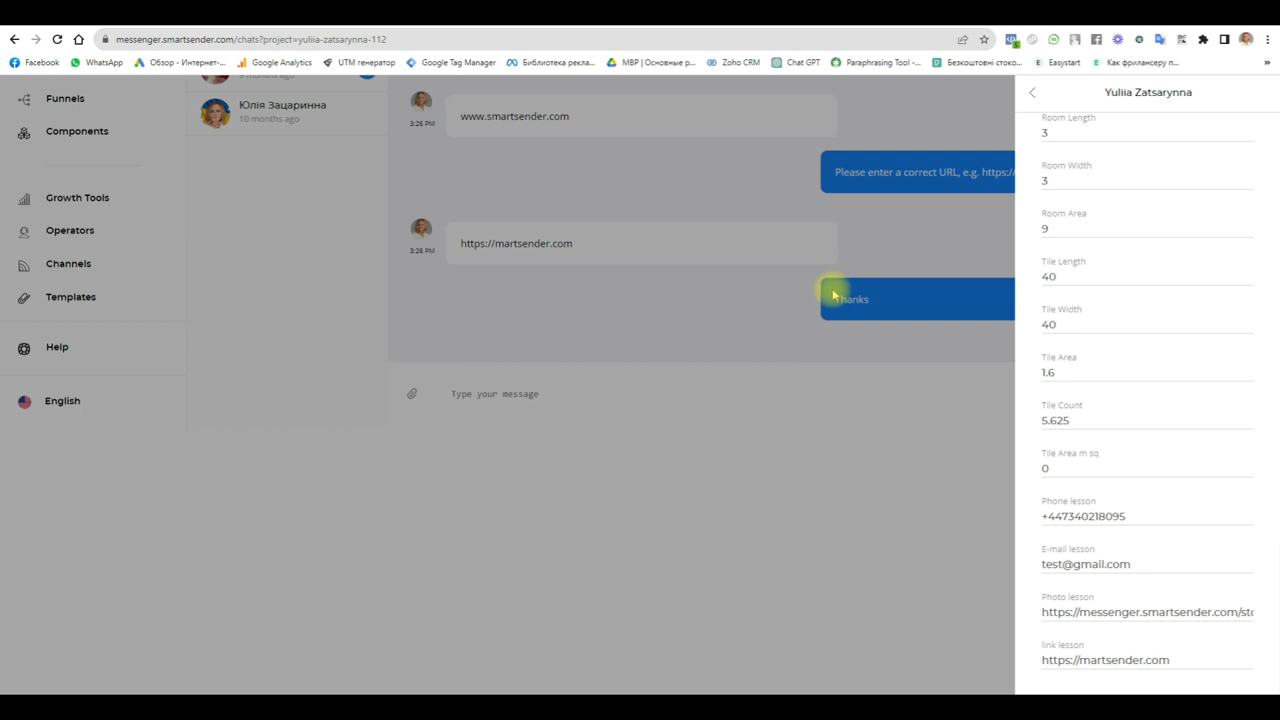 messenger.smartsender.com/chats?project=yuliia-zatsarynna-112
Facebook
WhatsApp
Обзор - Интернет-...
Google Analytics
UTM генератор
Google Tag Manager
Библиотека рекла...
МВР | Основные р...
Zoho CRM
Chat GPT
Paraphrasing Tool -...
Безкоштовні стоко...
Easystart
Как фрилансеру п...
»
Funnels
Components
Growth Tools
Operators
Channels
Templates
Help
English
Юлія Зацаринна
10 months ago
3:26 PM
www.smartsender.com
Please enter a correct URL, e.g. https:/
3:26 PM
https://martsender.com
Thanks
Type your message
Yuliia Zatsarynna
Room Length
3
Room Width
3
Room Area
9
Tile Length
40
Tile Width
40
Tile Area
1.6
Tile Count
5.625
Tile Area m sq
0
Phone lesson
+447340218095
E-mail lesson
test@gmail.com
Photo lesson
https://messenger.smartsender.com/sto
link lesson
https://martsender.com